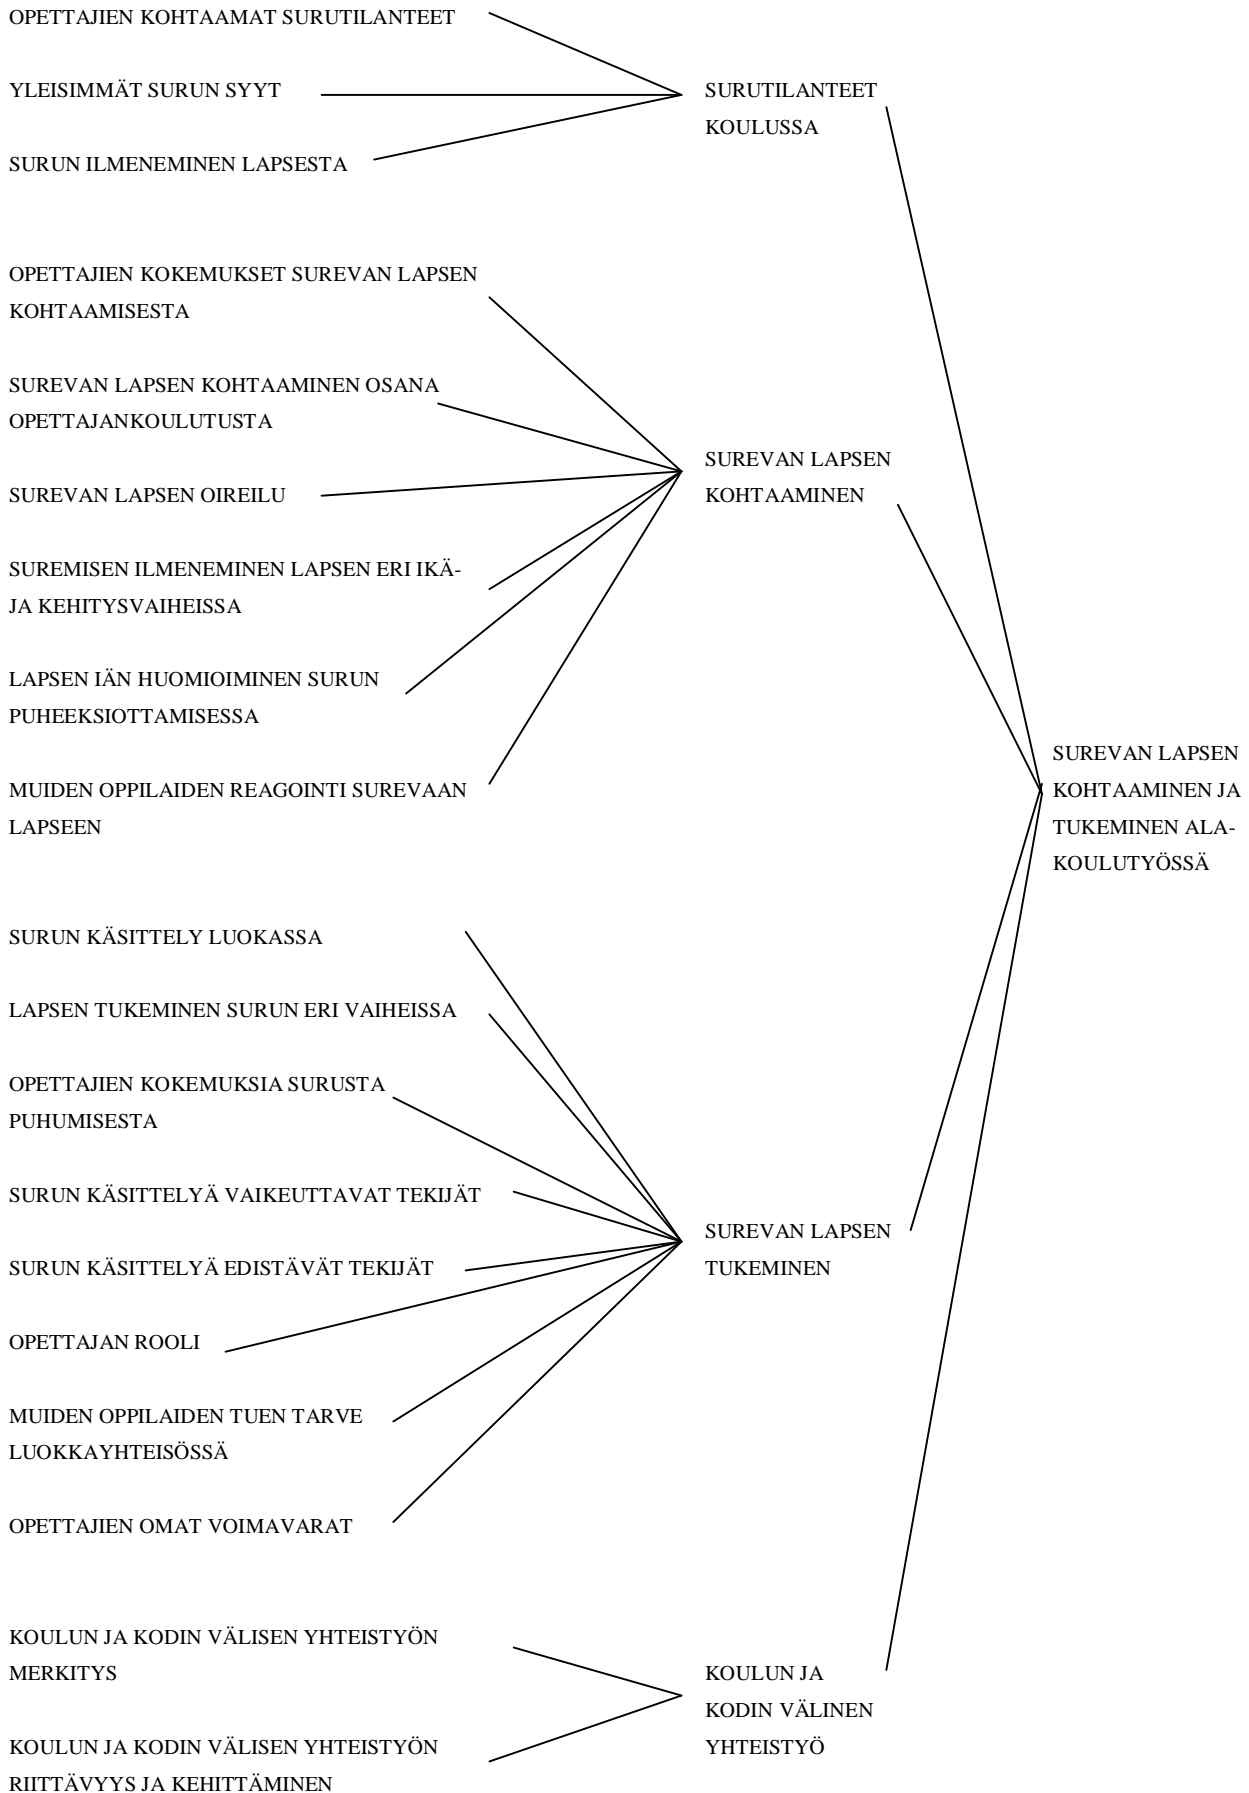 OPETTAJIEN KOHTAAMAT SURUTILANTEET
YLEISIMMÄT SURUN SYYT
SURUN ILMENEMINEN LAPSESTA
SURUTILANTEET
KOULUSSA
OPETTAJIEN KOKEMUKSET SUREVAN LAPSEN
KOHTAAMISESTA
SUREVAN LAPSEN KOHTAAMINEN OSANA
OPETTAJANKOULUTUSTA
SUREVAN LAPSEN OIREILU
SUREMISEN ILMENEMINEN LAPSEN ERI IKÄ-
JA KEHITYSVAIHEISSA
LAPSEN IÄN HUOMIOIMINEN SURUN
PUHEEKSIOTTAMISESSA
MUIDEN OPPILAIDEN REAGOINTI SUREVAAN
LAPSEEN
SUREVAN LAPSEN
KOHTAAMINEN
SURUN KÄSITTELY LUOKASSA
LAPSEN TUKEMINEN SURUN ERI VAIHEISSA
OPETTAJIEN KOKEMUKSIA SURUSTA
PUHUMISESTA
SURUN KÄSITTELYÄ VAIKEUTTAVAT TEKIJÄT
SURUN KÄSITTELYÄ EDISTÄVÄT TEKIJÄT
OPETTAJAN ROOLI
MUIDEN OPPILAIDEN TUEN TARVE
LUOKKAYHTEISÖSSÄ
OPETTAJIEN OMAT VOIMAVARAT
SUREVAN LAPSEN
TUKEMINEN
KOULUN JA KODIN VÄLISEN YHTEISTYÖN
MERKITYS
KOULUN JA KODIN VÄLISEN YHTEISTYÖN
RIITTÄVYYS JA KEHITTÄMINEN
KOULUN JA
KODIN VÄLINEN
YHTEISTYÖ
SUREVAN LAPSEN
KOHTAAMINEN JA
TUKEMINEN ALA-
KOULUTYÖSSÄ